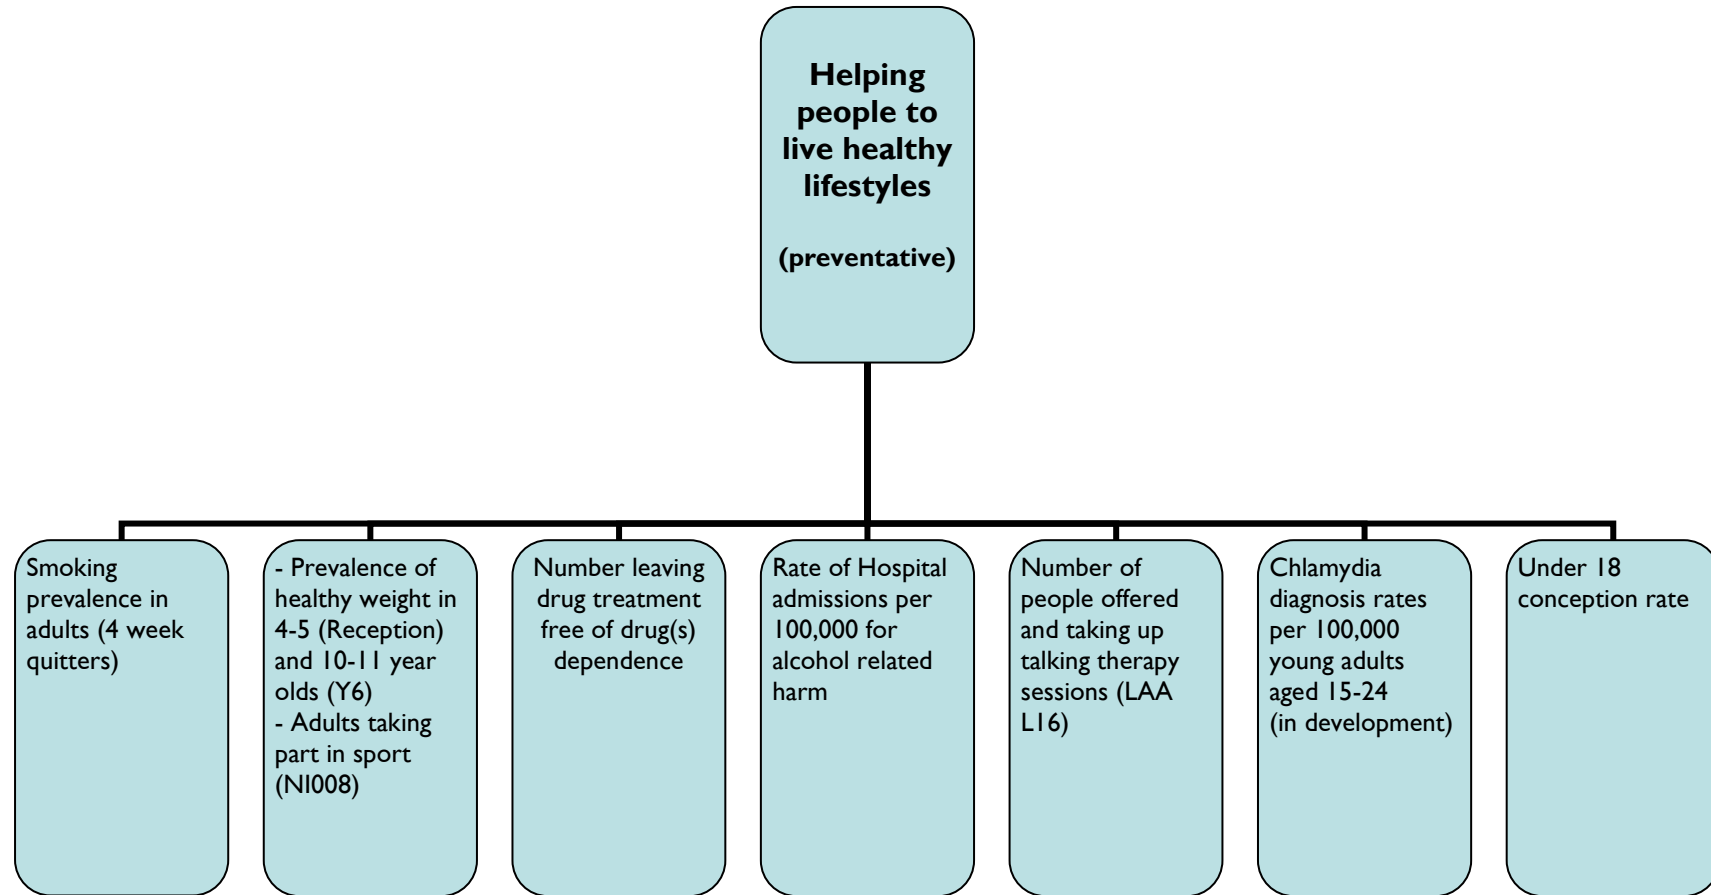 Helping
people to
live healthy
lifestyles
(preventative)
Smoking
prevalence in
adults (4 week
quitters)
- Prevalence of
healthy weight in
4-5 (Reception)
and 10-11 year
olds (Y6)
- Adults taking
part in sport
(NI008)
Number leaving
drug treatment
free of drug(s)
dependence
Rate of Hospital
admissions per
100,000 for
alcohol related
harm
Number of
people offered
and taking up
talking therapy
sessions (LAA
L16)
Chlamydia
diagnosis rates
per 100,000
young adults
aged 15-24
(in development)
Under 18
conception rate